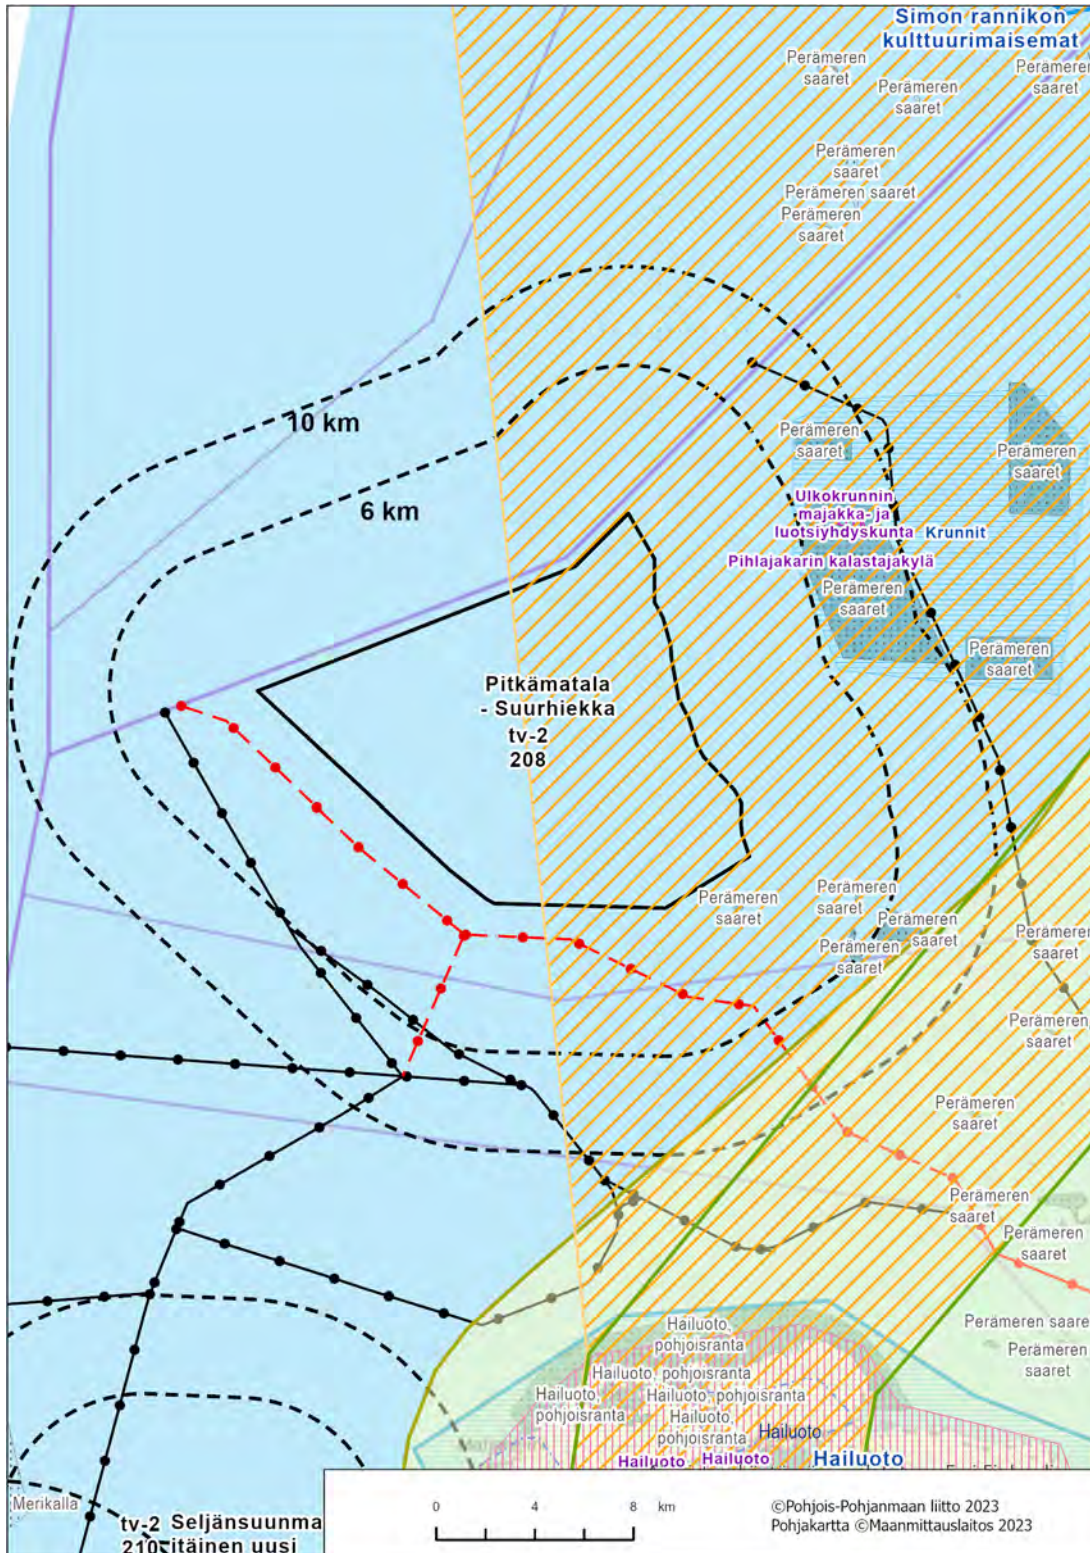 Simon rannikon
kulttuurimaisemat
Perämeren
saaret
Perämeren
saaret
Perämeren
saaret
Perämeren
saaret
Perämeren saaret
Perämeren
saaret
10 km
6 km
Perämeren
saaret
Perämeren
saaret
Ulkokrunnin
majakka- ja
luotsiyhdyskunta
Krunnit
Pihlajakarin kalastajakylä
Perämeren
saaret
Perämeren
saaret
Pitkämatala
- Suurhiekka
tv-2
208
Perämeren
saaret
Perämeren
saaret
Perämeren
saaret
Perämeren
saaret
Perämeren
saaret
Perämeren
saaret
Perämeren
saaret
Perämeren
saaret
Perämeren
saaret
Perämeren saaret
Perämeren
saaret
Hailuoto,
pohjoisranta
Hailuoto, pohjoisranta
Hailuoto,
pohjoisranta
Hailuoto, pohjoisranta
Hailuoto,
pohjoisranta
Hailuoto
Hailuoto
Hailuoto
Hailuoto
Merikalla
tv-2
210
Seljänsuunma
itäinen uusi
0 4 8 km
©Pohjois-Pohjanmaan liitto 2023
Pohjakartta ©Maanmittauslaitos 2023